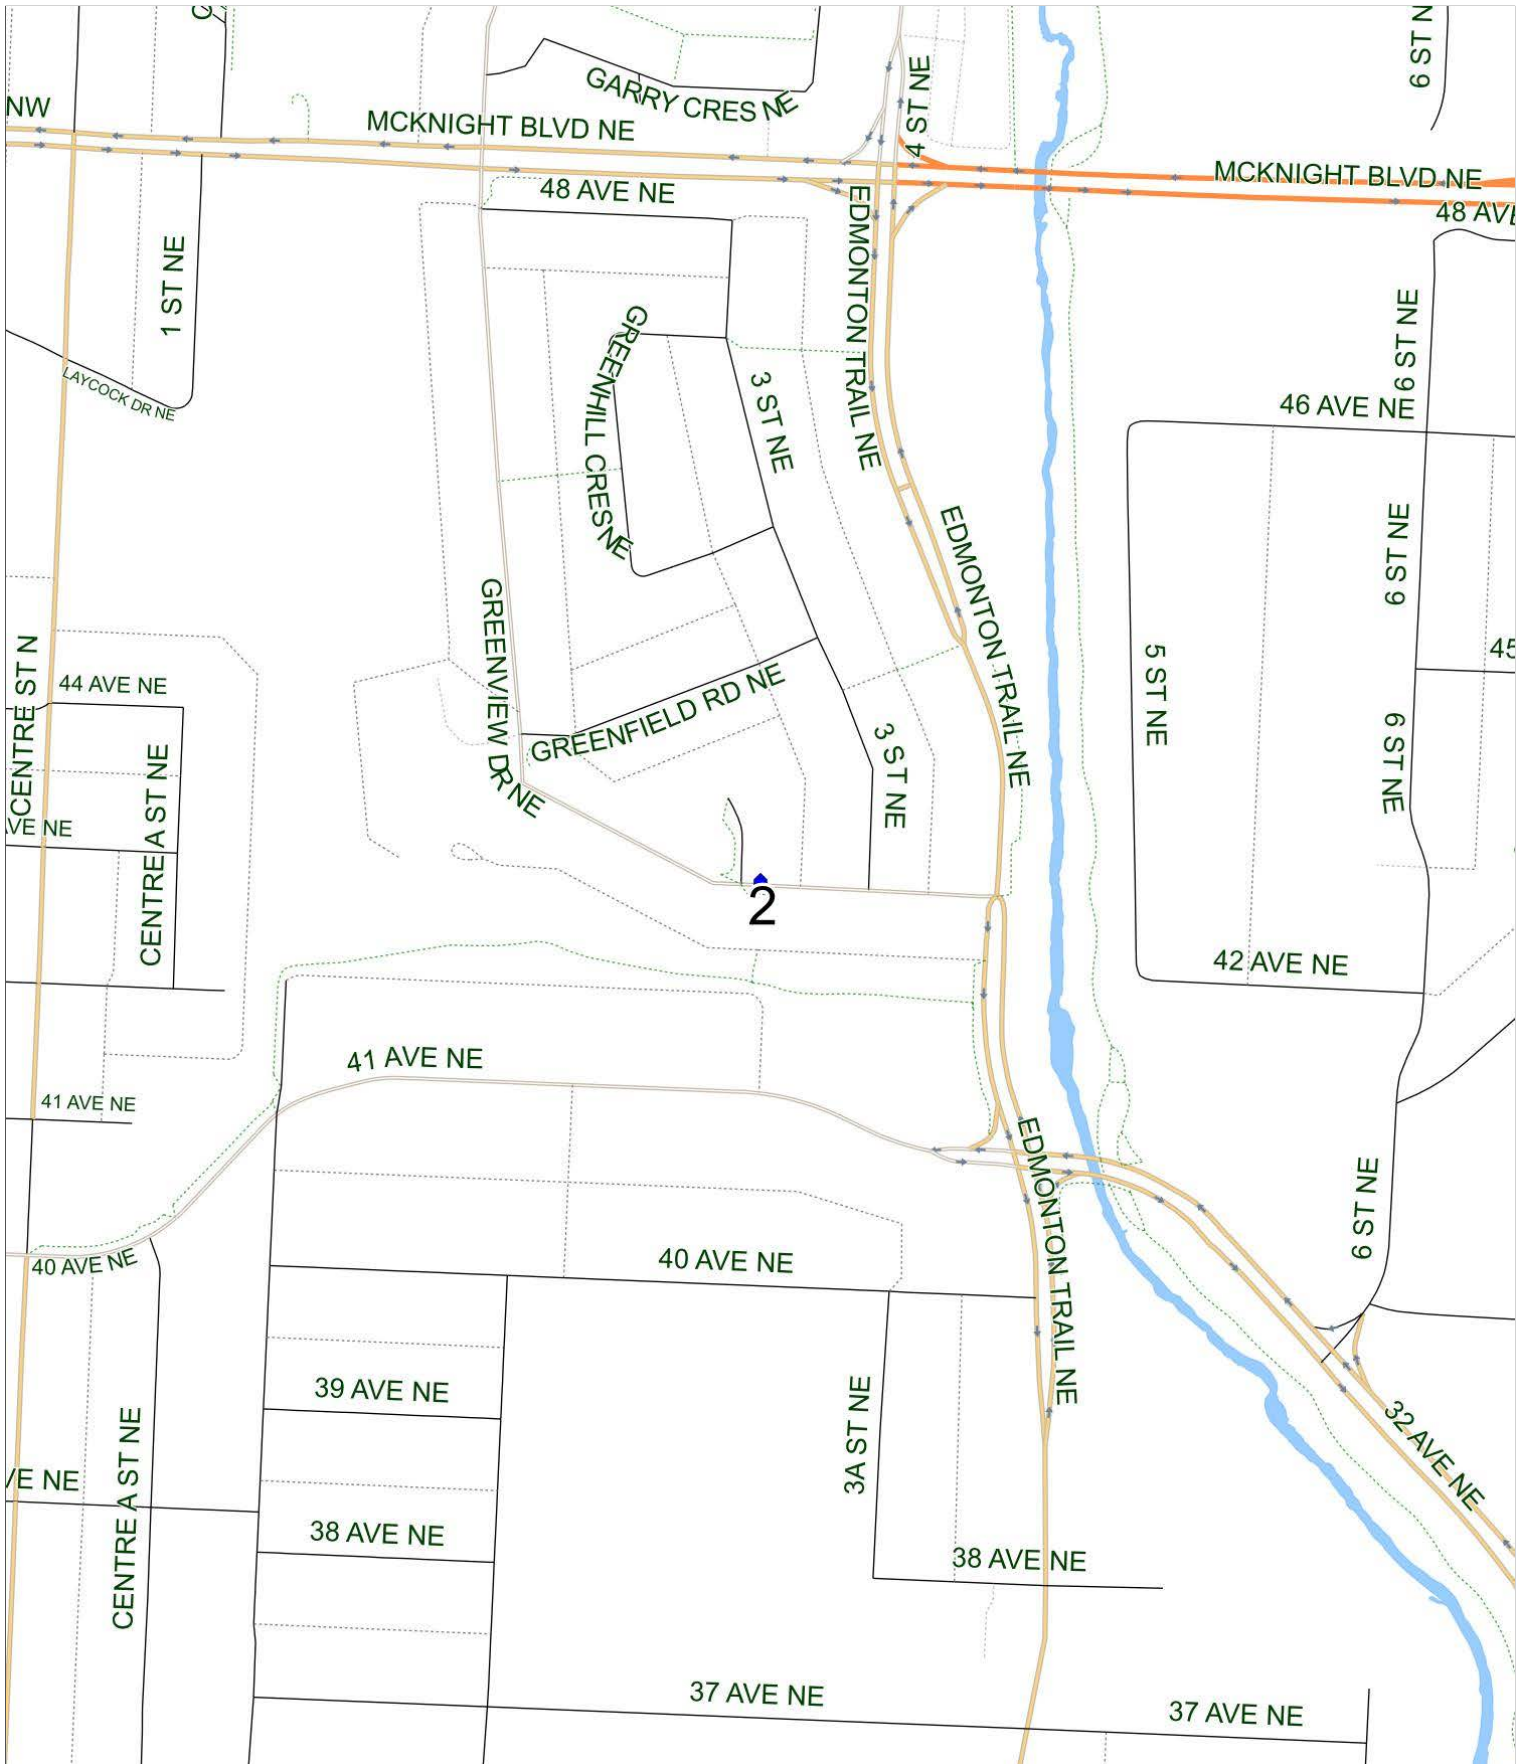 6 ST N
GARRY CRES NE
NW
MCKNIGHT BLVD NE
4 ST NE
MCKNIGHT BLVD NE
48 AVE NE
48 AVE
1 ST NE
EDMONTON TRAIL NE
6 ST NE
GREENHILL CRES NE
LAYCOCK DR NE
3 ST NE
46 AVE NE
EDMONTON TRAIL NE
6 ST NE
GREENVIEW DR NE
CENTRE ST N
44 AVE NE
45
5 ST NE
GREENFIELD RD NE
6 ST NE
CENTRE A ST NE
3 ST NE
VE NE
2
42 AVE NE
41 AVE NE
41 AVE NE
EDMONTON TRAIL NE
6 ST NE
40 AVE NE
40 AVE NE
39 AVE NE
3A ST NE
32 AVE NE
CENTRE A ST NE
VE NE
38 AVE NE
38 AVE NE
37 AVE NE
37 AVE NE